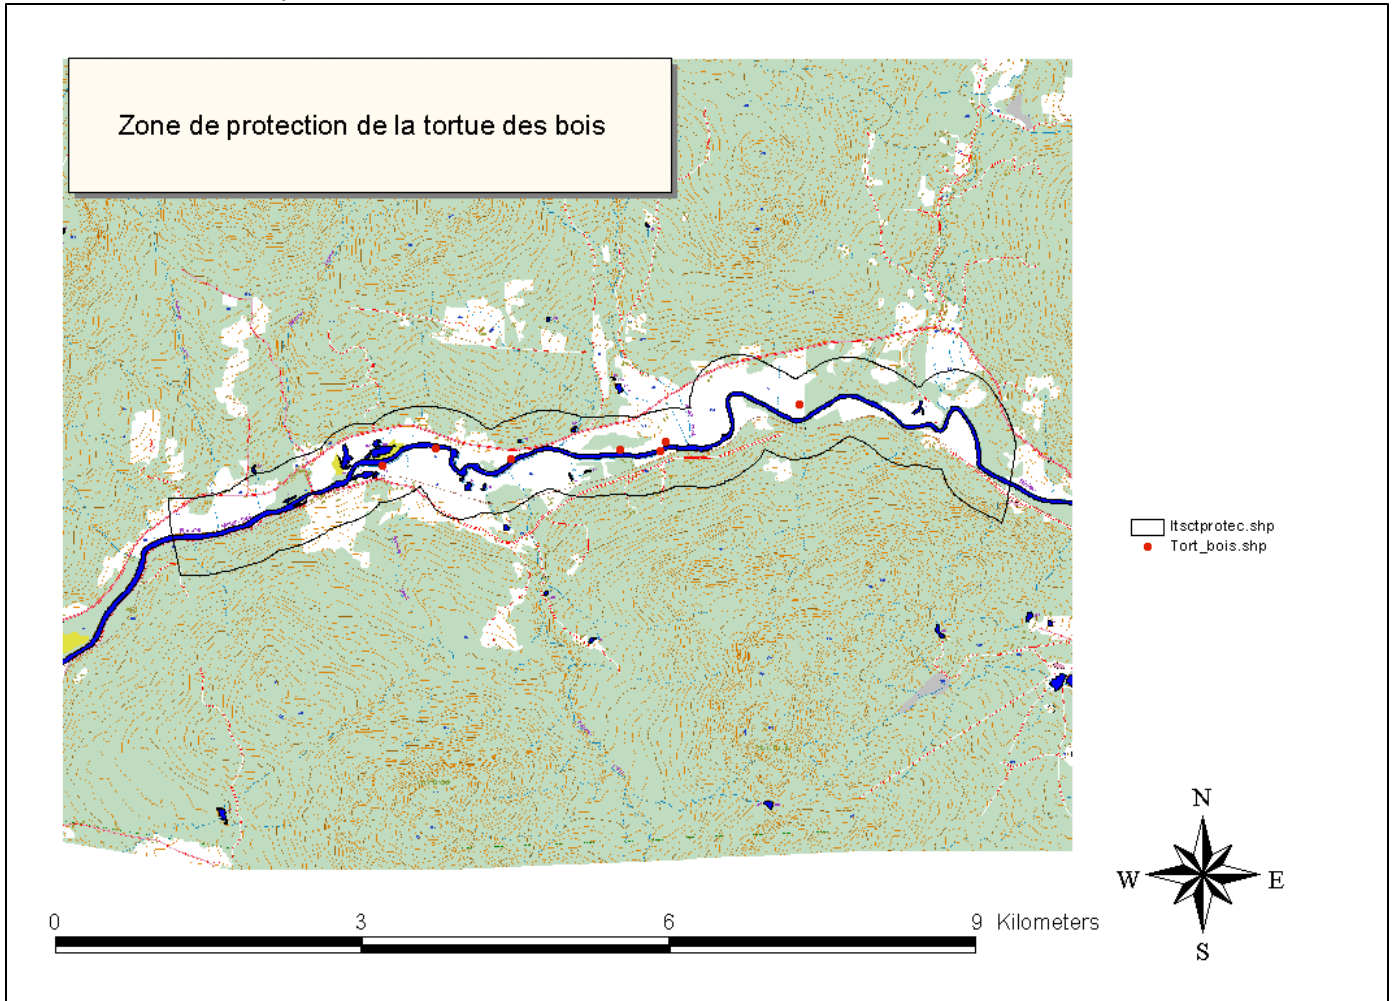 Zone de protection de la tortue des bois
ltsctprotec.shp
Tort_bois.shp
N
W E
S
0 3 6 9 Kilometers